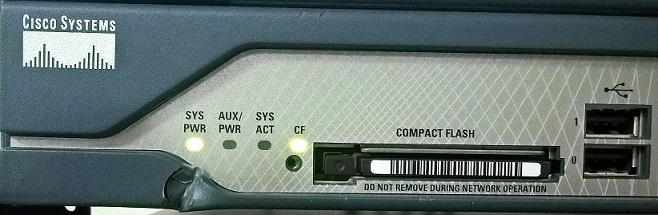 CISCO SYSTEMS
SYS
PWR
AUX/
PWR
SYS
ACT
CF
COMPACT FLASH
1
0
DO NOT REMOVE DURING NETWORK OPERATION